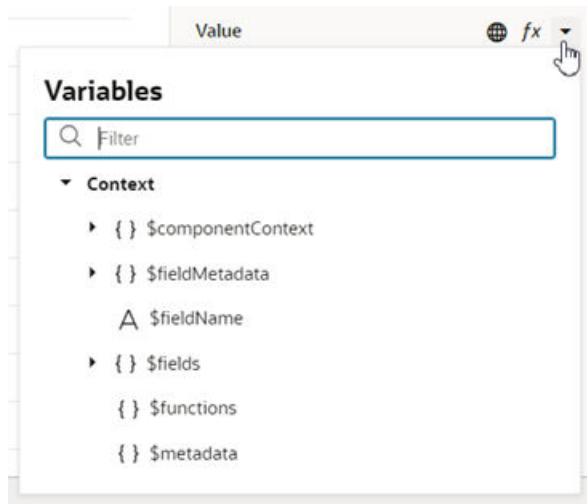 Value fx
Variables
Filter
Context
{ } $componentContext
{ } $fieldMetadata
A $fieldName
{ } $fields
{ } $functions
{ } $metadata